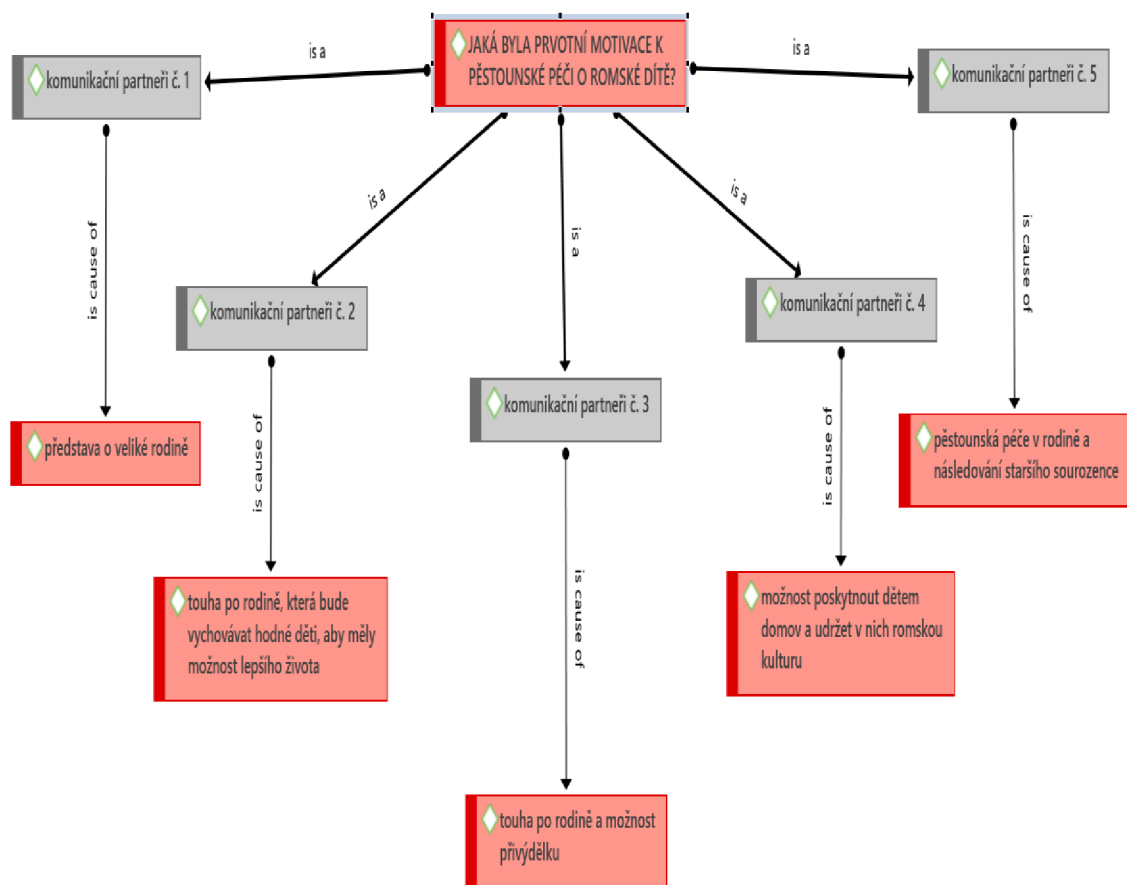 JAKÁ BYLA PRVOTNÍ MOTIVACE K
PĚSTOUNSKÉ PÉČI O ROMSKÉ DÍTĚ?
is a
is a
is a
is a
is a
komunikační partneři č. 1
komunikační partneři č. 5
komunikační partneři č. 2
komunikační partneři č. 4
komunikační partneři č. 3
is cause of
is cause of
is cause of
is cause of
is cause of
představa o veliké rodině
pěstounská péče v rodině a
následování staršího sourozence
touha po rodině, která bude
vychovávat hodné děti, aby měly
možnost lepšího života
možnost poskytnout dětem
domov a udržet v nich romskou
kulturu
touha po rodině a možnost
přivýdělku